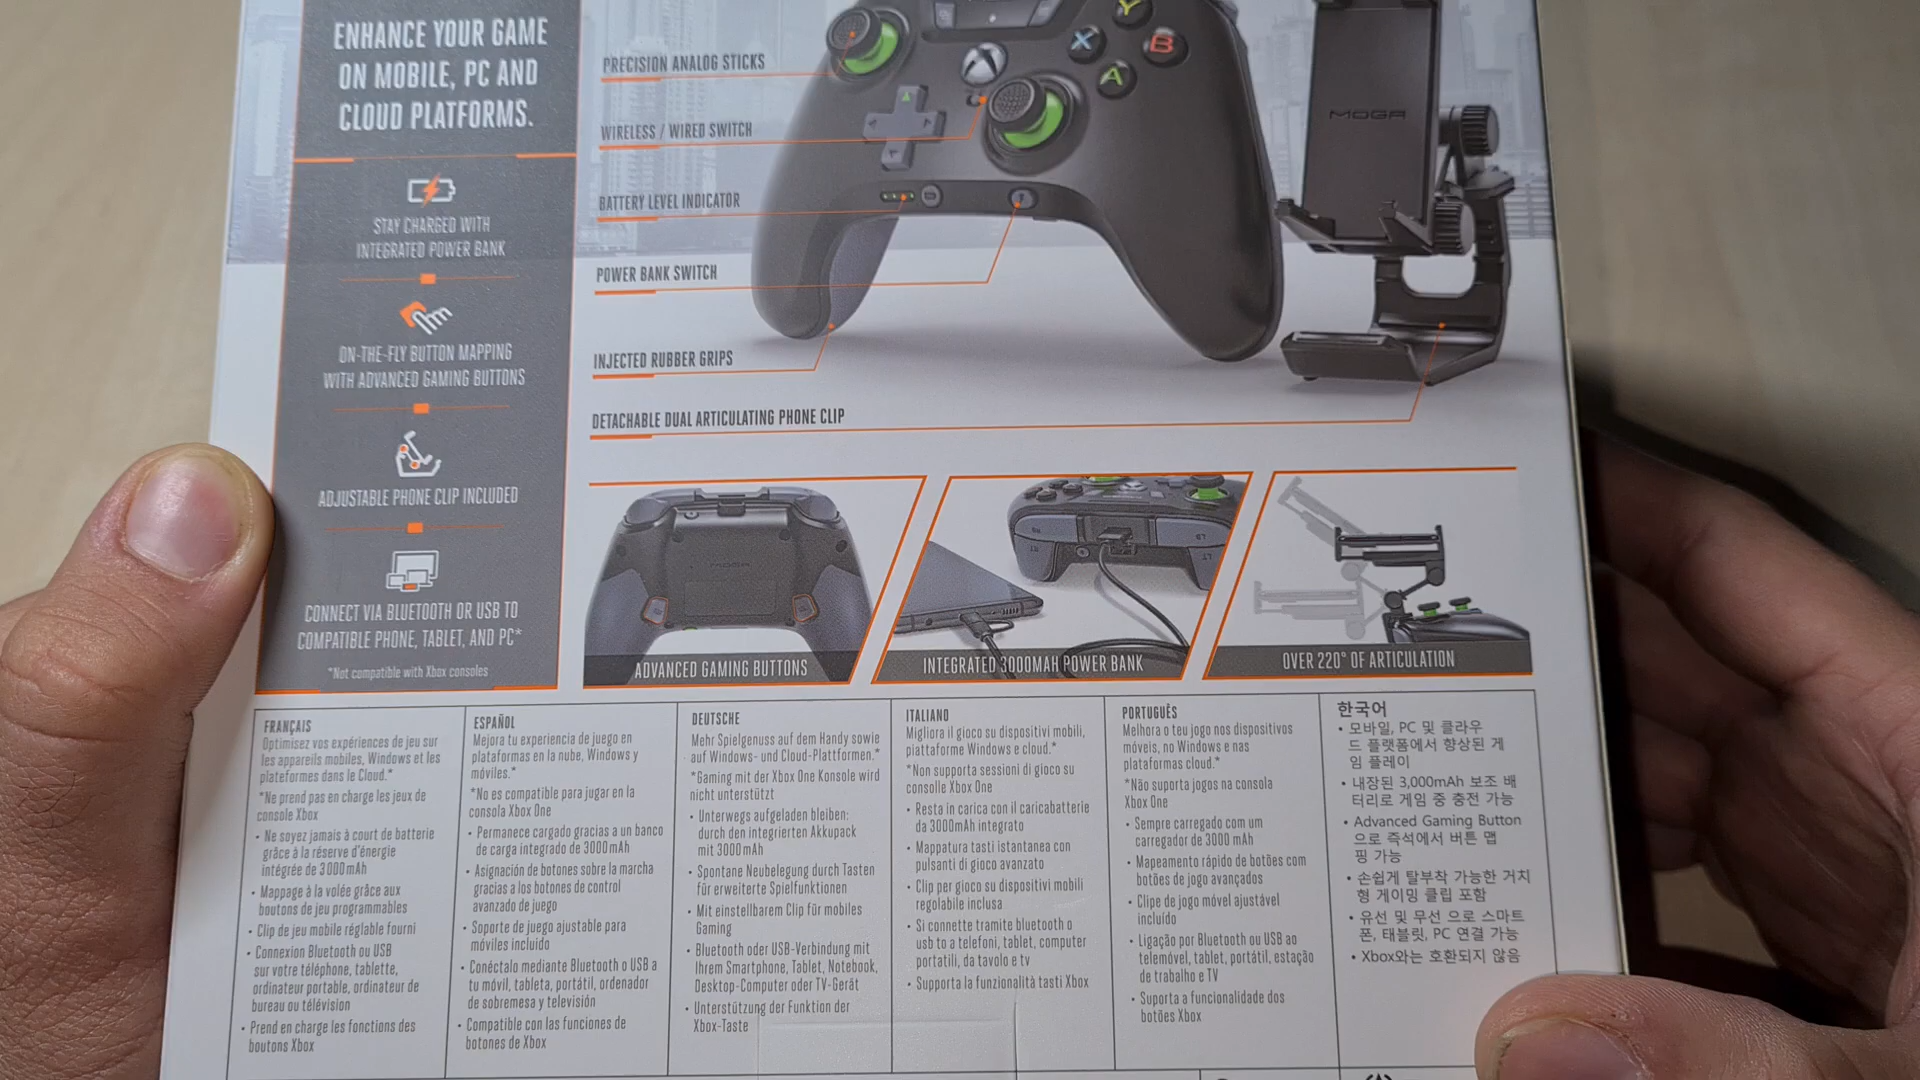 ENHANCE YOUR GAME
ON MOBILE, PC AND
CLOUD PLATFORMS.
STAY CHARGED WITH
INTEGRATED POWER BANK
ON-THE-FLY BUTTON MAPPING
WITH ADVANCED GAMING BUTTONS
ADJUSTABLE PHONE CLIP INCLUDED
CONNECT VIA BLUETOOTH OR USB TO
COMPATIBLE PHONE, TABLET, AND PC*
*Not compatible with Xbox consoles
PRECISION ANALOG STICKS
WIRELESS / WIRED SWITCH
BATTERY LEVEL INDICATOR
POWER BANK SWITCH
INJECTED RUBBER GRIPS
DETACHABLE DUAL ARTICULATING PHONE CLIP
Y
X
B
A
MOGA
ADVANCED GAMING BUTTONS
INTEGRATED 3000MAH POWER BANK
OVER 220° OF ARTICULATION
FRANÇAIS
Optimisez vos expériences de jeu sur
les appareils mobiles, Windows et les
plateformes dans le Cloud.*
*Ne prend pas en charge les jeux de
console Xbox
• Ne soyez jamais à court de batterie
grâce à la réserve d'énergie
intégrée de 3000mAh
• Mappage à la volée grâce aux
boutons de jeu programmables
• Clip de jeu mobile réglable fourni
• Connexion Bluetooth ou USB
sur votre téléphone, tablette,
ordinateur portable, ordinateur de
bureau ou télévision
• Prend en charge les fonctions des
boutons Xbox
ESPAÑOL
Mejora tu experiencia de juego en
plataformas en la nube, Windows y
móviles.*
*No es compatible para jugar en la
consola Xbox One
• Permanece cargado gracias a un banco
de carga integrado de 3000mAh
• Asignación de botones sobre la marcha
gracias a los botones de control
avanzado de juego
• Soporte de juego ajustable para
móviles incluido
• Conéctalo mediante Bluetooth o USB a
tu móvil, tableta, portátil, ordenador
de sobremesa y televisión
• Compatible con las funciones de
botones de Xbox
DEUTSCHE
Mehr Spielgenuss auf dem Handy sowie
auf Windows- und Cloud-Plattformen.*
*Gaming mit der Xbox One Konsole wird
nicht unterstützt
• Unterwegs aufgeladen bleiben:
durch den integrierten Akkupack
mit 3000mAh
• Spontane Neubelegung durch Tasten
für erweiterte Spielfunktionen
• Mit einstellbarem Clip für mobiles
Gaming
• Bluetooth oder USB-Verbindung mit
Ihrem Smartphone, Tablet, Notebook,
Desktop-Computer oder TV-Gerät
• Unterstützung der Funktion der
Xbox-Taste
ITALIANO
Migliora il gioco su dispositivi mobili,
piattaforme Windows e cloud.*
*Non supporta sessioni di gioco su
consolle Xbox One
• Resta in carica con il caricabatterie
da 3000mAh integrato
• Mappatura tasti istantanea con
pulsanti di gioco avanzato
• Clip per gioco su dispositivi mobili
regolabile inclusa
• Si connette tramite bluetooth o
usb to a telefoni, tablet, computer
portatili, da tavolo e tv
• Supporta la funzionalità tasti Xbox
PORTUGUÊS
Melhora o teu jogo nos dispositivos
móveis, no Windows e nas
plataformas cloud.*
*Não suporta jogos na consola
Xbox One
• Sempre carregado com um
carregador de 3000 mAh
• Mapeamento rápido de botões com
botões de jogo avançados
• Clipe de jogo móvel ajustável
incluído
• Ligação por Bluetooth ou USB ao
telemóvel, tablet, portátil, estação
de trabalho e TV
• Suporta a funcionalidade dos
botões Xbox
한국어
• 모바일, PC 및 클라우
드 플랫폼에서 향상된 게
임 플레이
• 내장된 3,000mAh 보조 배
터리로 게임 중 충전 가능
• Advanced Gaming Button
으로 즉석에서 버튼 맵
핑 가능
• 손쉽게 탈부착 가능한 거치
형 게이밍 클립 포함
• 유선 및 무선 으로 스마트
폰, 태블릿, PC 연결 가능
• Xbox와는 호환되지 않음